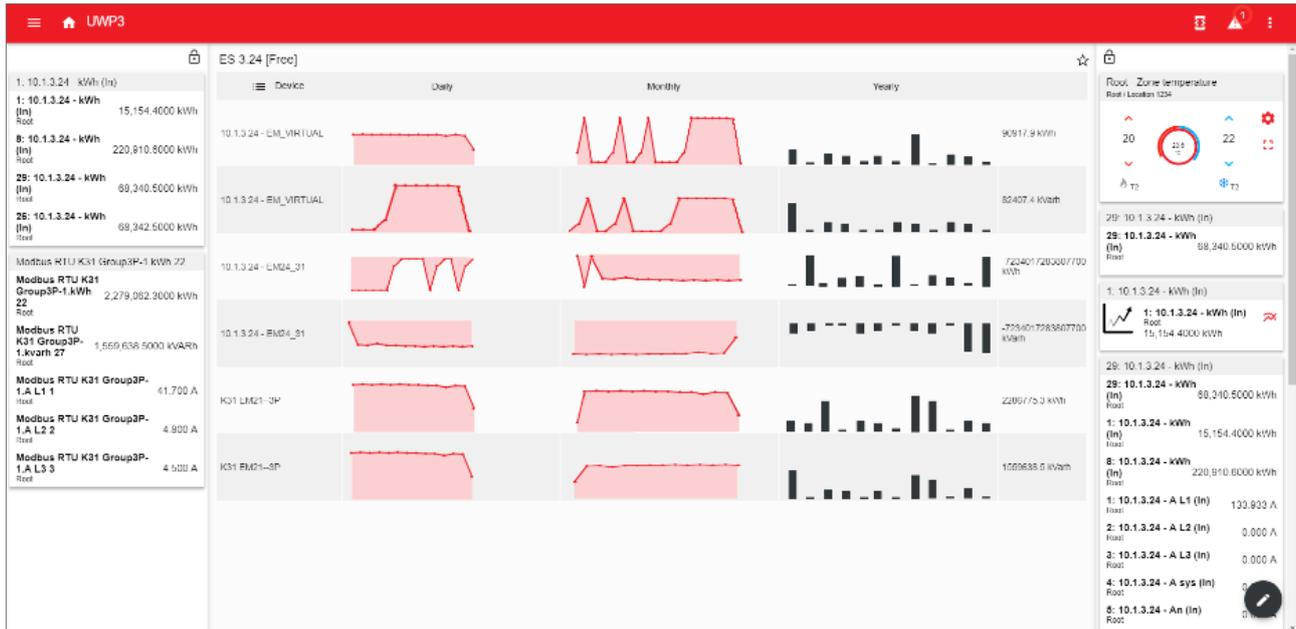 UWP3
1
1: 10.1.3.24 kWh (In)
1: 10.1.3.24 - kWh
(In)
15,154.4000 kWh
Root
8: 10.1.3.24 - kWh
(In)
220,910.6000 kWh
Root
29: 10.1.3.24 - kWh
(In)
68,340.5000 kWh
Root
26: 10.1.3.24 - kWh
(In)
68,342.5000 kWh
Root
Modbus RTU K31 Group3P-1 kWh 22
Modbus RTU K31
Group3P-1.kWh
22
2,279,062.3000 kWh
Root
Modbus RTU
K31 Group3P-
1.kvarh 27
1,559,638.5000 kVARh
Root
Modbus RTU K31 Group3P-
1.A L1 1
41.700 A
Root
Modbus RTU K31 Group3P-
1.A L2 2
4.800 A
Root
Modbus RTU K31 Group3P-
1.A L3 3
4.500 A
Root
ES 3.24 [Free]
Device Daily Monthly Yearly
10.1.3.24 - EM_VIRTUAL
90917.9 kWh
10.1.3.24 - EM_VIRTUAL
82407.4 kVarh
10.1.3.24 - EM24_31
kWh
10.1.3.24 - EM24_31
-7234017283807700
kVarh
K31 EM21--3P
K31 EM21--3P
1559638.5 kVarh
Root Zone temperature
Root / Location 1234
20
22
T2
T2
29: 10.1.3.24 - kWh (In)
29: 10.1.3.24 - kWh
(In)
68,340.5000 kWh
Root
1: 10.1.3.24 - kWh (In)
1: 10.1.3.24 - kWh (In)
Root
15,154.4000 kWh
29: 10.1.3.24 - kWh (In)
29: 10.1.3.24 - kWh
(In)
68,340.5000 kWh
Root
1: 10.1.3.24 - kWh
(In)
15,154.4000 kWh
Root
8: 10.1.3.24 - kWh
(In)
220,910.6000 kWh
Root
1: 10.1.3.24 - A L1 (In)
133.933 A
Root
2: 10.1.3.24 - A L2 (In)
0.000 A
Root
3: 10.1.3.24 - A L3 (In)
0.000 A
Root
4: 10.1.3.24 - A sys (In)
Root
5: 10.1.3.24 - An (In)
Root